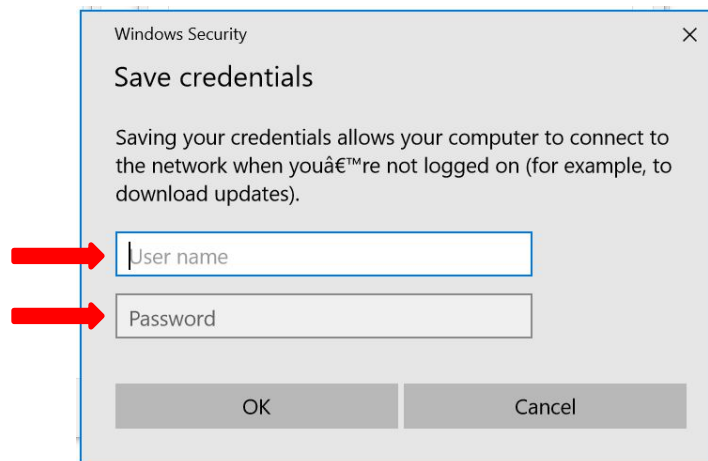 Windows Security
Save credentials
Saving your credentials allows your computer to connect to
the network when youâ€™re not logged on (for example, to
download updates).
User name
Password
OK
Cancel